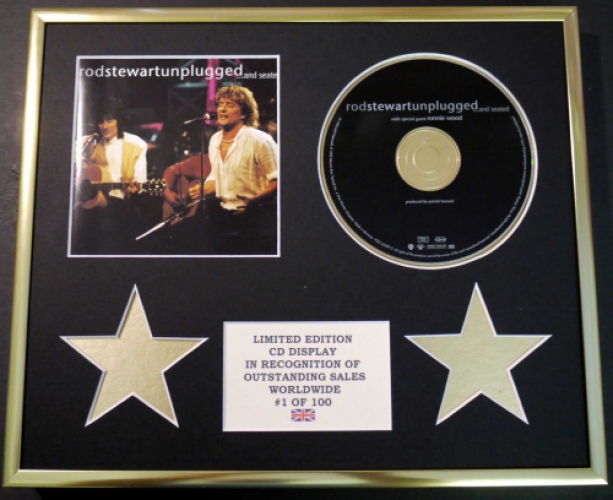 rodstewartunplugged
...and seate
rodstewartunplugged
...and seated
with special guest ronnie wood
produced by patrick leonard
LIMITED EDITION
CD DISPLAY
IN RECOGNITION OF
OUTSTANDING SALES
WORLDWIDE
#1 OF 100